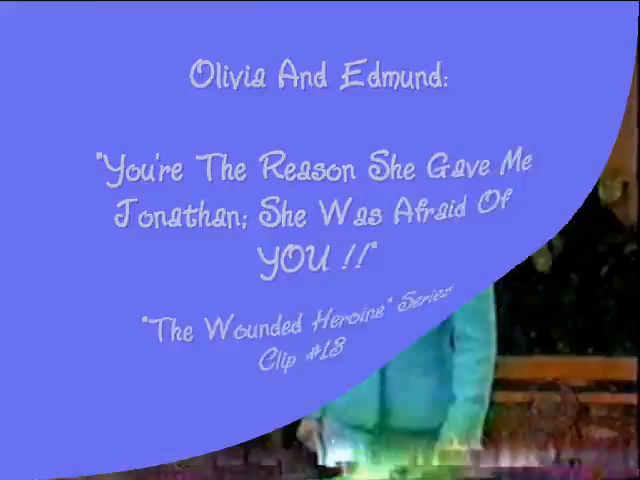 Olivia And Edmund:
"You're The Reason She Gave Me
Jonathan; She Was Afraid Of
YOU !!"
"The Wounded Heroine" Series
Clip #18